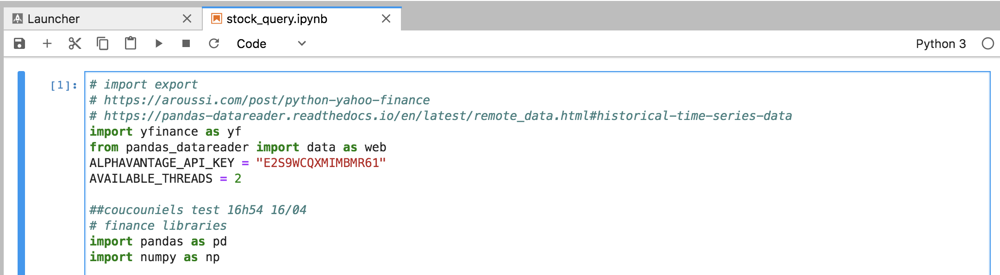 Launcher
stock_query.ipynb
Code
Python 3
[1]:
# import export
# https://aroussi.com/post/python-yahoo-finance
# https://pandas-datareader.readthedocs.io/en/latest/remote_data.html#historical-time-series-data
import yfinance as yf
from pandas_datareader import data as web
ALPHAVANTAGE_API_KEY = "E2S9WCQXMIMBMR61"
AVAILABLE_THREADS = 2
##coucouniels test 16h54 16/04
# finance libraries
import pandas as pd
import numpy as np